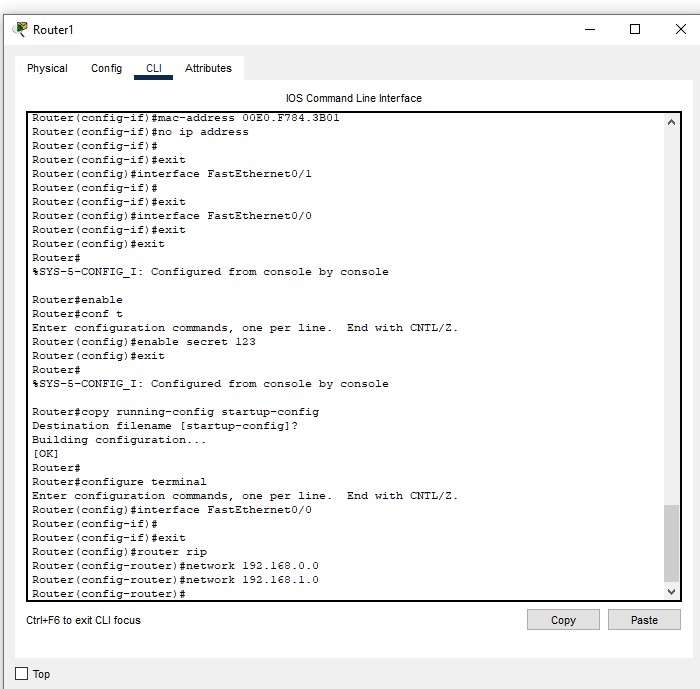 Router1
Physical Config CLI Attributes
IOS Command Line Interface
Router(config-if)#mac-address 00E0.F784.3B01
Router(config-if)#no ip address
Router(config-if)#
Router(config-if)#exit
Router(config)#interface FastEthernet0/1
Router(config-if)#
Router(config-if)#exit
Router(config)#interface FastEthernet0/0
Router(config-if)#exit
Router(config)#exit
Router#
%SYS-5-CONFIG_I: Configured from console by console

Router#enable
Router#conf t
Enter configuration commands, one per line.  End with CNTL/Z.
Router(config)#enable secret 123
Router(config)#exit
Router#
%SYS-5-CONFIG_I: Configured from console by console

Router#copy running-config startup-config
Destination filename [startup-config]?
Building configuration...
[OK]
Router#
Router#configure terminal
Enter configuration commands, one per line.  End with CNTL/Z.
Router(config)#interface FastEthernet0/0
Router(config-if)#
Router(config-if)#exit
Router(config)#router rip
Router(config-router)#network 192.168.0.0
Router(config-router)#network 192.168.1.0
Router(config-router)#
Ctrl+F6 to exit CLI focus
Copy Paste
Top